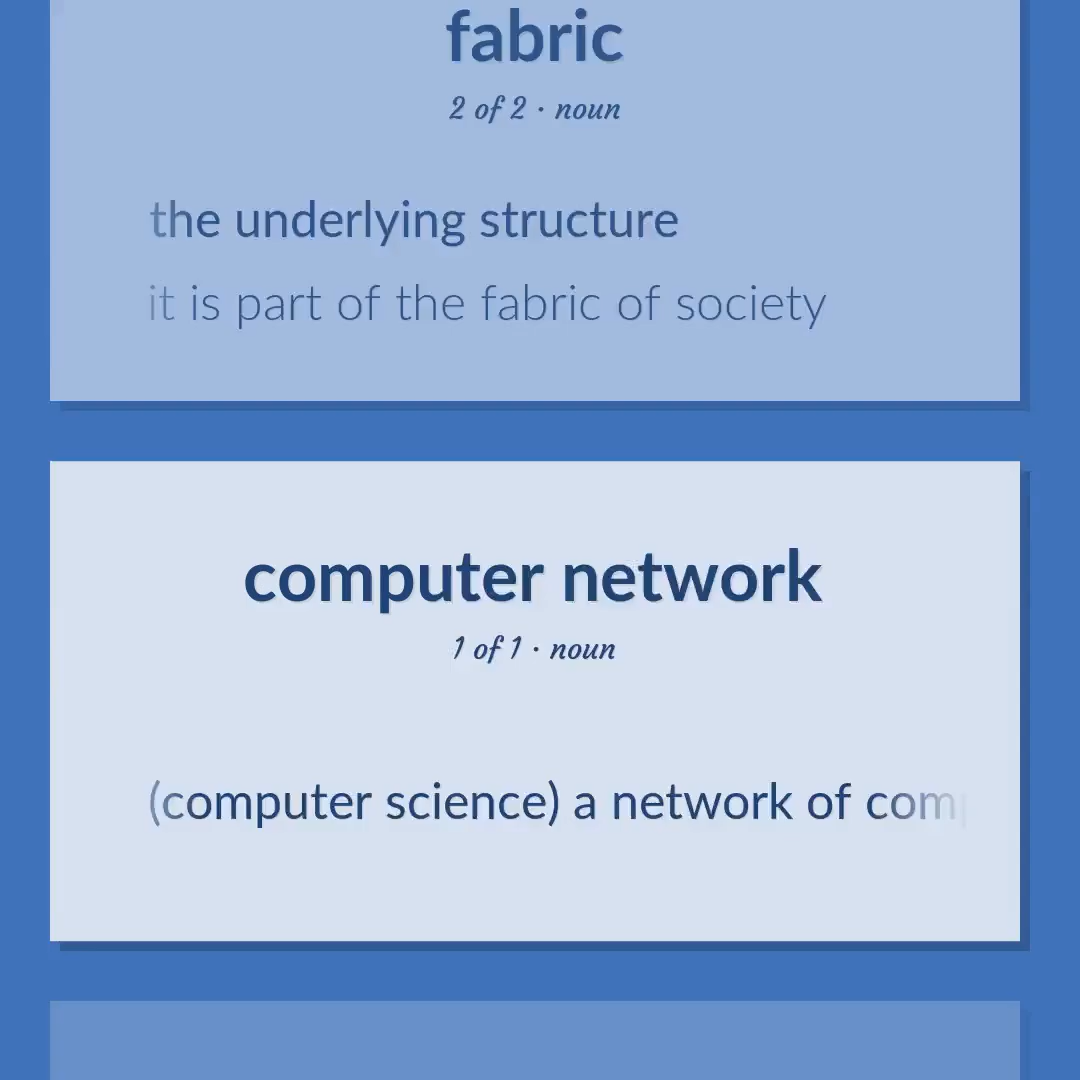 fabric
2 of 2 · noun
the underlying structure
it is part of the fabric of society
computer network
1 of 1 · noun
(computer science) a network of